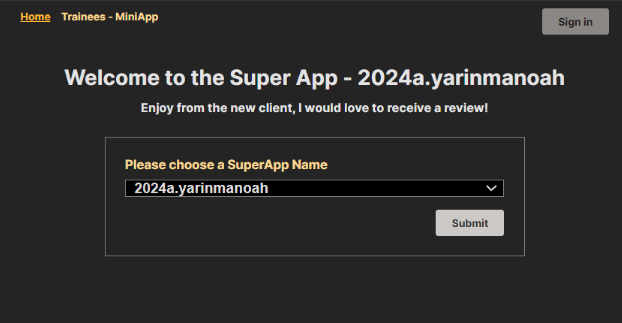 Home Trainees - MiniApp
Sign in
Welcome to the Super App - 2024a.yarinmanoah
Enjoy from the new client, I would love to receive a review!
Please choose a SuperApp Name
2024a.yarinmanoah
Submit